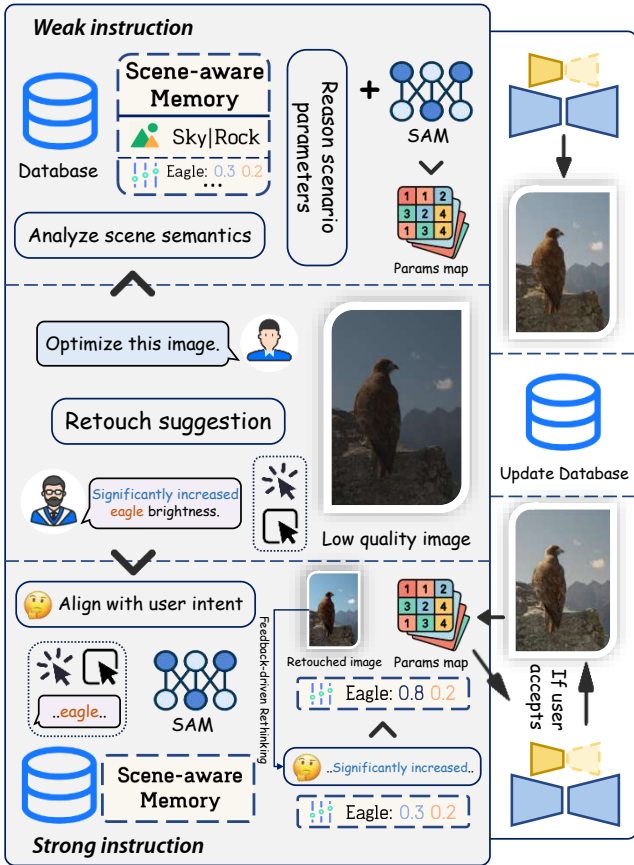 Weak instruction
Scene-aware
Memory
Sky|Rock
Eagle: 0.3 0.2
...
Database
Analyze scene semantics
Reason scenario
parameters
+
SAM
1 1 2
3 2 4
1 3 4
Params map
Optimize this image.
Retouch suggestion
Significantly increased
eagle brightness.
Low quality image
Update Database
Align with user intent
..eagle..
SAM
Scene-aware
Memory
Strong instruction
Feedback-driven Rethinking
Retouched image
1 1 2
3 2 4
1 3 4
Params map
Eagle: 0.8 0.2
..Significantly increased..
Eagle: 0.3 0.2
If user
accepts